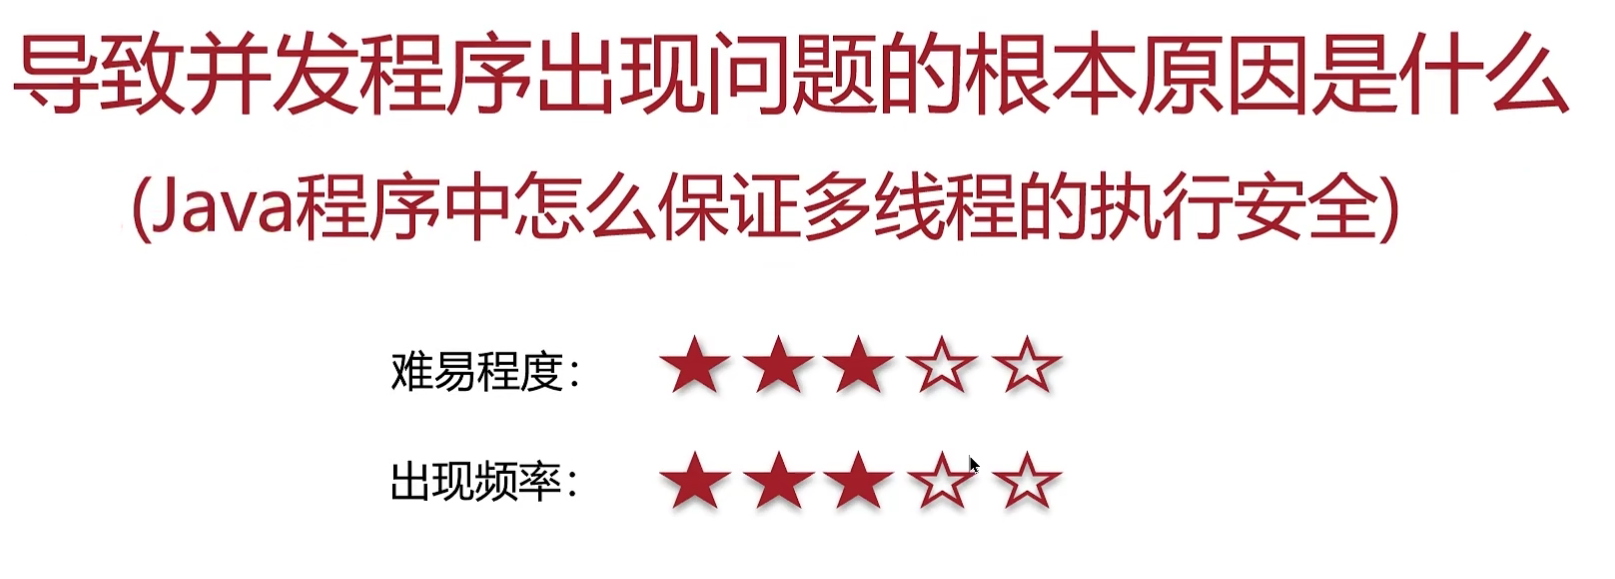 导致并发程序出现问题的根本原因是什么
(Java程序中怎么保证多线程的执行安全)
难易程度：
出现频率：